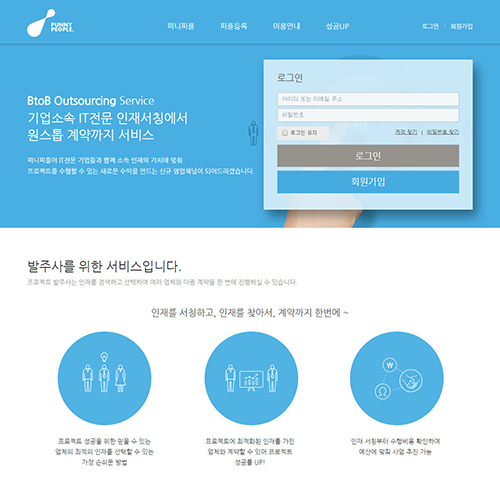 FUNNY
PEOPLE.
퍼니피플 피플등록 이용안내 성공UP
로그인 | 회원가입
BtoB Outsourcing Service
기업소속 IT전문 인재서칭에서
원스톱 계약까지 서비스
퍼니피플이 IT전문 기업들과 함께 소속 인재의 가치에 맞춰
프로젝트를 수행할 수 있는 새로운 수익을 만드는 신규 영업채널이 되어드리겠습니다.
로그인
아이디 또는 이메일 주소
비밀번호
로그인 유지
계정 찾기 | 비밀번호 찾기
로그인
회원가입
발주사를 위한 서비스입니다.
프로젝트 발주사는 인재를 검색하고 선택하여 여러 업체와 다중 계약을 한 번에 진행하실 수 있습니다.
인재를 서칭하고, 인재를 찾아서, 계약까지 한번에 ~
₩
프로젝트 성공을 위한 믿을 수 있는
업체의 최적의 인재를 선택할 수 있는
가장 손쉬운 방법
프로젝트에 최적화된 인재를 가진
업체와 계약할 수 있어 프로젝트
성공률 UP!
인재 서칭부터 수행비용 확인하여
예산에 맞춰 사업 추진 가능